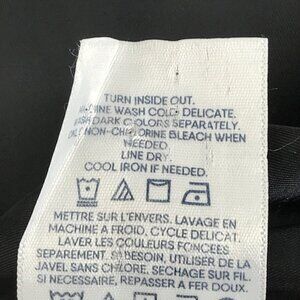 TURN INSIDE OUT.
MACHINE WASH COLD, DELICATE.
WASH DARK COLORS SEPARATELY.
ONLY NON-CHLORINE BLEACH WHEN
NEEDED.
LINE DRY.
COOL IRON IF NEEDED.
METTRE SUR L'ENVERS. LAVAGE EN
MACHINE A FROID, CYCLE DELICAT.
LAVER LES COULEURS FONCEES
SEPAREMENT. SI BESOIN, UTILISER DE LA
JAVEL SANS CHLORE. SECHAGE SUR FIL.
SI NECESSAIRE, REPASSER A FER DOUX.